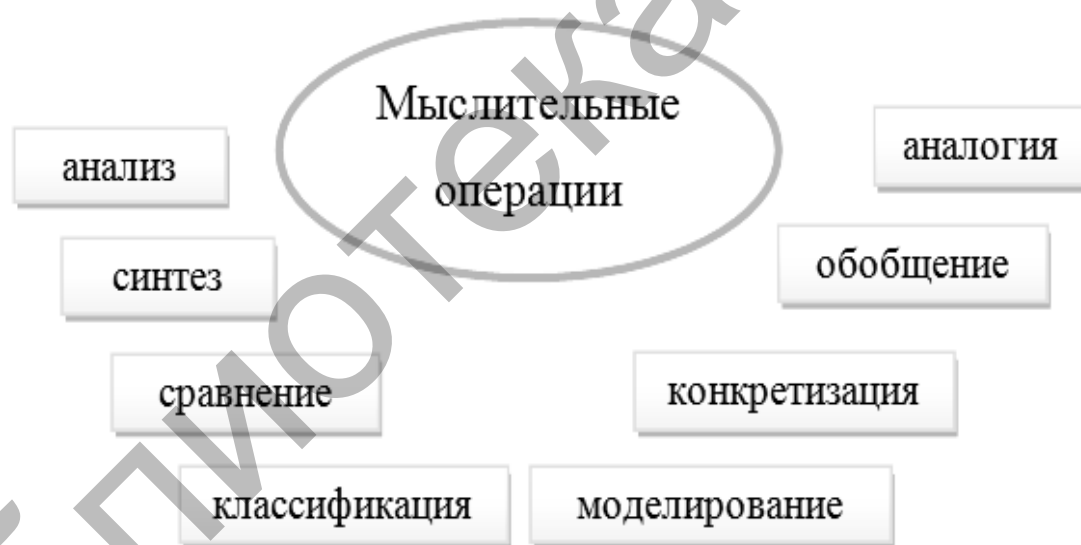 Мыслительные
операции
анализ
синтез
сравнение
классификация
моделирование
конкретизация
обобщение
аналогия